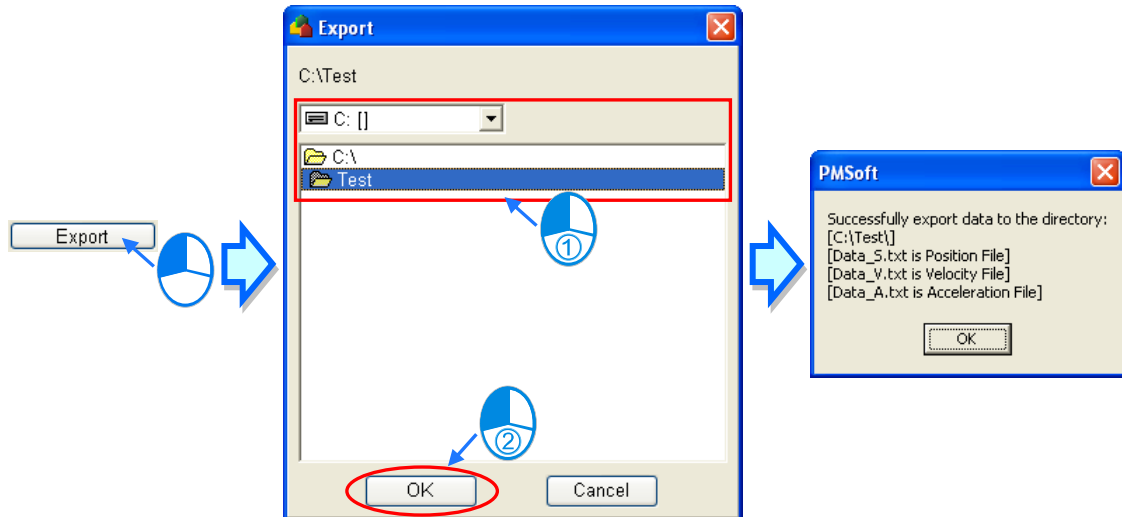 Export
Export
C:\Test
C: []
C:\
Test
①
②
OK
Cancel
PMSoft
Successfully export data to the directory:
[C:\Test\]
[Data_S.txt is Position File]
[Data_V.txt is Velocity File]
[Data_A.txt is Acceleration File]
OK